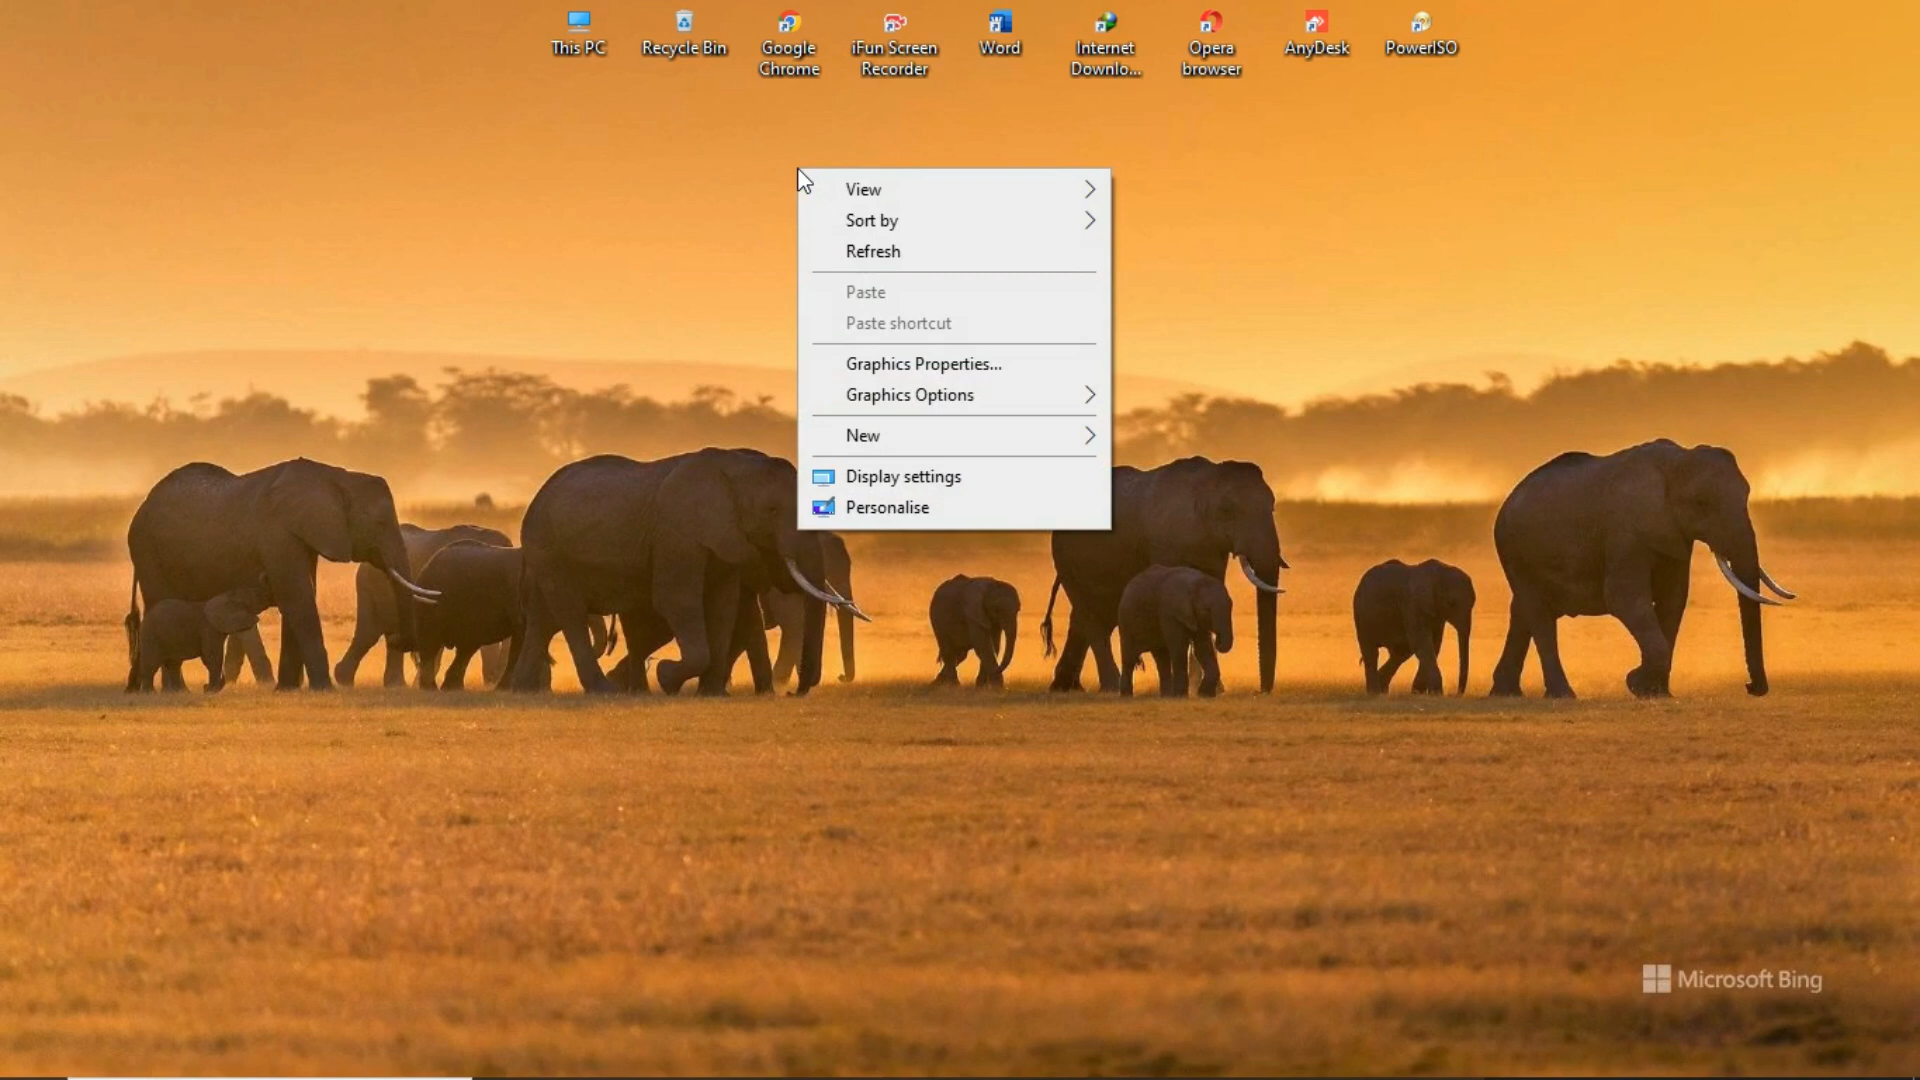 This PC
Recycle Bin
Google
Chrome
iFun Screen
Recorder
Word
Internet
Downlo...
Opera
browser
AnyDesk
PowerISO
View
Sort by
Refresh
Paste
Paste shortcut
Graphics Properties...
Graphics Options
New
Display settings
Personalise
Microsoft Bing